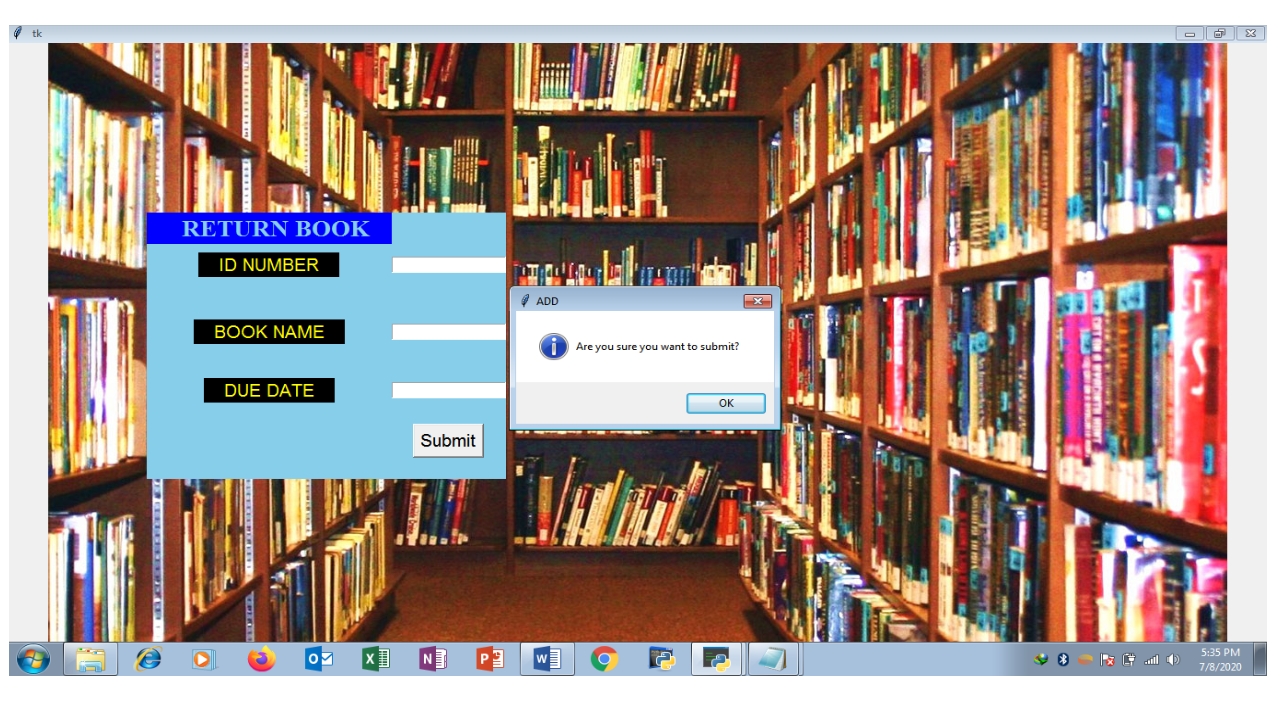 tk
RETURN BOOK
ID NUMBER
ADD
BOOK NAME
Are you sure you want to submit?
DUE DATE
OK
Submit
5:35 PM
7/8/2020